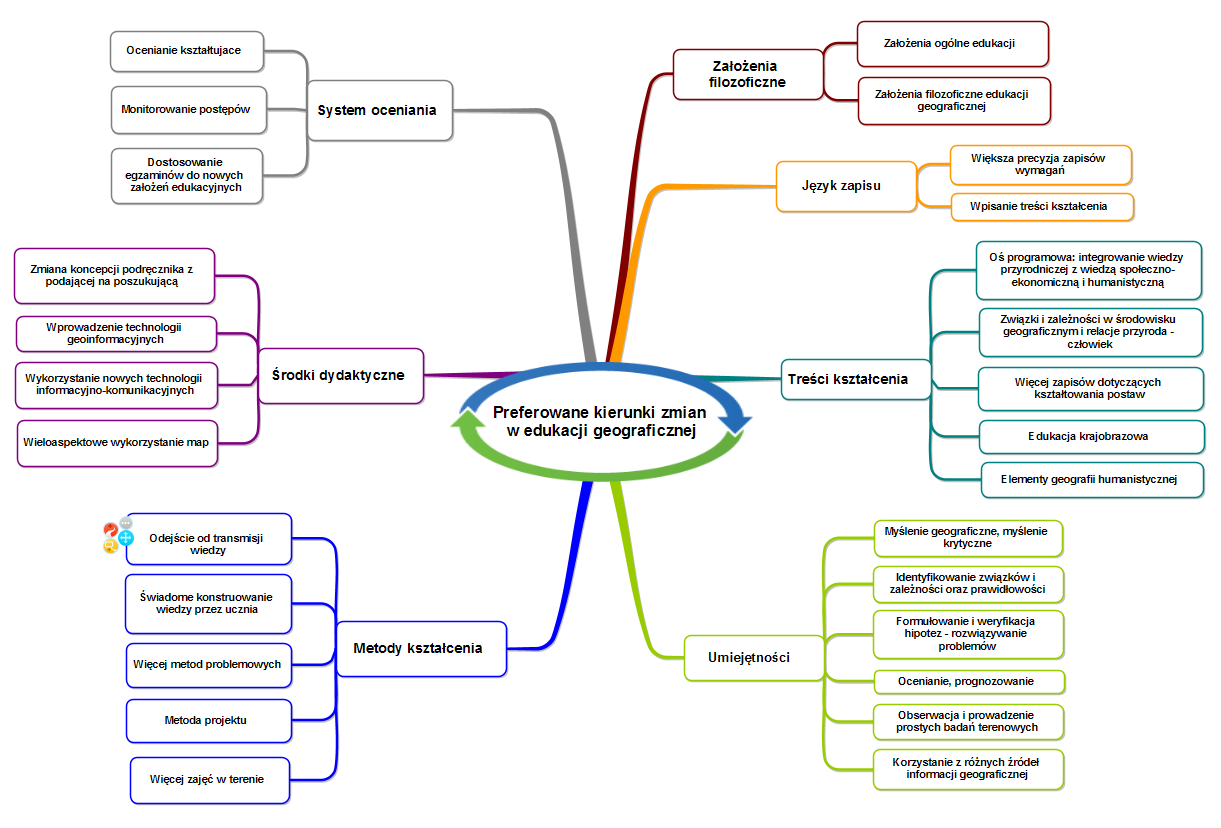 Preferowane kierunki zmian
w edukacji geograficznej
Założenia
filozoficzne
Założenia ogólne edukacji
Założenia filozoficzne edukacji
geograficznej
Język zapisu
Większa precyzja zapisów
wymagań
Wpisanie treści kształcenia
Treści kształcenia
Oś programowa: integrowanie wiedzy
przyrodniczej z wiedzą społeczno-
ekonomiczną i humanistyczną
Związki i zależności w środowisku
geograficznym i relacje przyroda -
człowiek
Więcej zapisów dotyczących
kształtowania postaw
Edukacja krajobrazowa
Elementy geografii humanistycznej
Umiejętności
Myślenie geograficzne, myślenie
krytyczne
Identyfikowanie związków i
zależności oraz prawidłowości
Formułowanie i weryfikacja
hipotez - rozwiązywanie
problemów
Ocenianie, prognozowanie
Obserwacja i prowadzenie
prostych badań terenowych
Korzystanie z różnych źródeł
informacji geograficznej
Metody kształcenia
Odejście od transmisji
wiedzy
Świadome konstruowanie
wiedzy przez ucznia
Więcej metod problemowych
Metoda projektu
Więcej zajęć w terenie
Środki dydaktyczne
Zmiana koncepcji podręcznika z
podającej na poszukującą
Wprowadzenie technologii
geoinformacyjnych
Wykorzystanie nowych technologii
informacyjno-komunikacyjnych
Wieloaspektowe wykorzystanie map
System oceniania
Ocenianie kształtujace
Monitorowanie postępów
Dostosowanie
egzaminów do nowych
założeń edukacyjnych